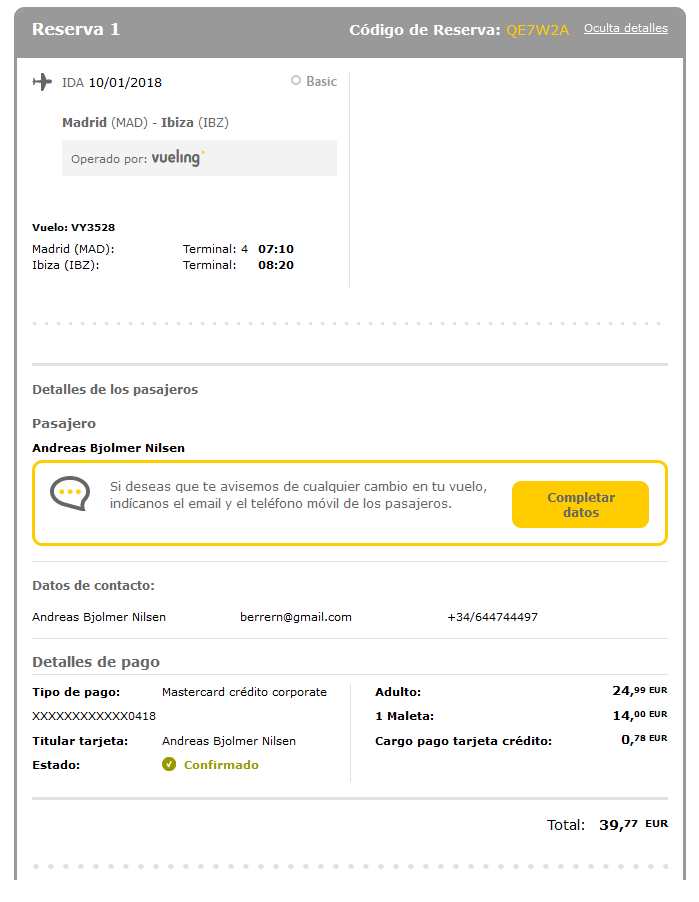 Reserva 1 Código de Reserva: QE7W2A Oculta detalles
IDA 10/01/2018 Basic
Madrid (MAD) - Ibiza (IBZ)
Operado por: vueling
Vuelo: VY3528
Madrid (MAD): Terminal: 4 07:10
Ibiza (IBZ): Terminal: 08:20
Detalles de los pasajeros
Pasajero
Andreas Bjolmer Nilsen
Si deseas que te avisemos de cualquier cambio en tu vuelo,
indícanos el email y el teléfono móvil de los pasajeros.
Completar
datos
Datos de contacto:
Andreas Bjolmer Nilsen berrern@gmail.com +34/644744497
Detalles de pago
Tipo de pago: Mastercard crédito corporate Adulto: 24,99 EUR
XXXXXXXXXXXX0418 1 Maleta: 14,00 EUR
Titular tarjeta: Andreas Bjolmer Nilsen Cargo pago tarjeta crédito: 0,78 EUR
Estado: Confirmado
Total: 39,77 EUR